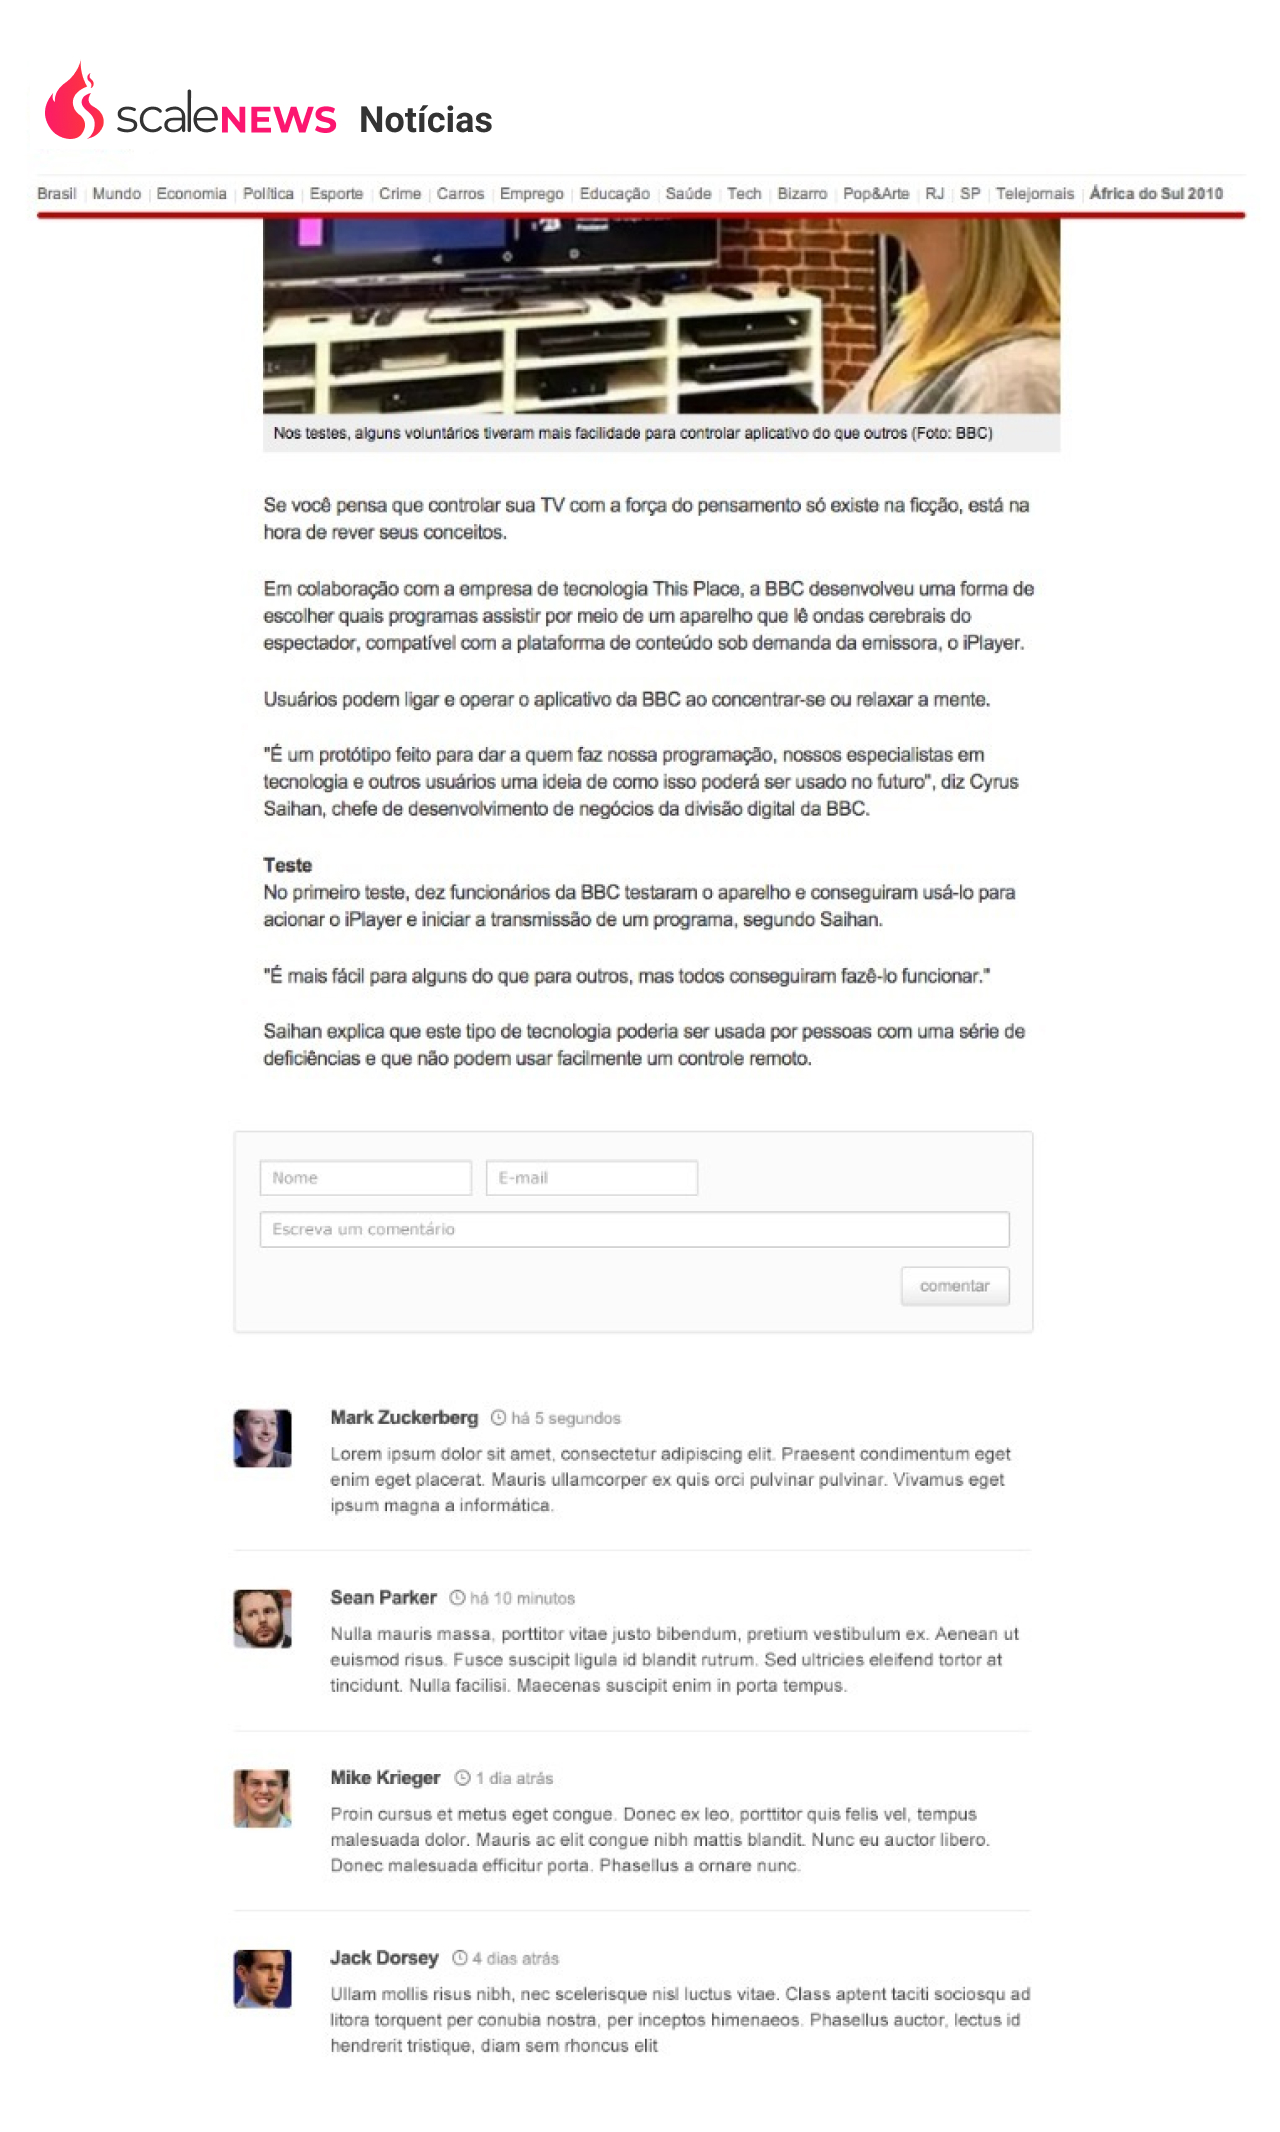 scaleNEWS Notícias
Brasil | Mundo | Economia | Política | Esporte | Crime | Carros | Emprego | Educação | Saúde | Tech | Bizarro | Pop&Arte | RJ | SP | Telejornais | África do Sul 2010
Nos testes, alguns voluntários tiveram mais facilidade para controlar aplicativo do que outros (Foto: BBC)
Se você pensa que controlar sua TV com a força do pensamento só existe na ficção, está na
hora de rever seus conceitos.
Em colaboração com a empresa de tecnologia This Place, a BBC desenvolveu uma forma de
escolher quais programas assistir por meio de um aparelho que lê ondas cerebrais do
espectador, compatível com a plataforma de conteúdo sob demanda da emissora, o iPlayer.
Usuários podem ligar e operar o aplicativo da BBC ao concentrar-se ou relaxar a mente.
"É um protótipo feito para dar a quem faz nossa programação, nossos especialistas em
tecnologia e outros usuários uma ideia de como isso poderá ser usado no futuro", diz Cyrus
Saihan, chefe de desenvolvimento de negócios da divisão digital da BBC.
Teste
No primeiro teste, dez funcionários da BBC testaram o aparelho e conseguiram usá-lo para
acionar o iPlayer e iniciar a transmissão de um programa, segundo Saihan.
"É mais fácil para alguns do que para outros, mas todos conseguiram fazê-lo funcionar."
Saihan explica que este tipo de tecnologia poderia ser usada por pessoas com uma série de
deficiências e que não podem usar facilmente um controle remoto.
Nome E-mail
Escreva um comentário
comentar
Mark Zuckerberg há 5 segundos
Lorem ipsum dolor sit amet, consectetur adipiscing elit. Praesent condimentum eget
enim eget placerat. Mauris ullamcorper ex quis orci pulvinar pulvinar. Vivamus eget
ipsum magna a informática.
Sean Parker há 10 minutos
Nulla mauris massa, porttitor vitae justo bibendum, pretium vestibulum ex. Aenean ut
euismod risus. Fusce suscipit ligula id blandit rutrum. Sed ultricies eleifend tortor at
tincidunt. Nulla facilisi. Maecenas suscipit enim in porta tempus.
Mike Krieger 1 dia atrás
Proin cursus et metus eget congue. Donec ex leo, porttitor quis felis vel, tempus
malesuada dolor. Mauris ac elit congue nibh mattis blandit. Nunc eu auctor libero.
Donec malesuada efficitur porta. Phasellus a ornare nunc.
Jack Dorsey 4 dias atrás
Ullam mollis risus nibh, nec scelerisque nisl luctus vitae. Class aptent taciti sociosqu ad
litora torquent per conubia nostra, per inceptos himenaeos. Phasellus auctor, lectus id
hendrerit tristique, diam sem rhoncus elit